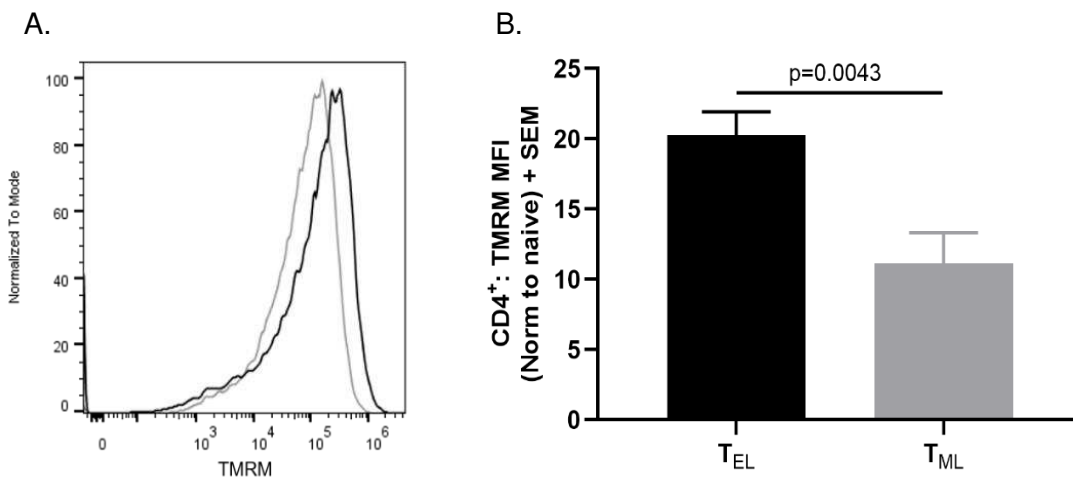 A.
100
80
60
40
20
0
Normalized To Mode
0
10³
10⁴
10⁵
10⁶
TMRM
B.
p=0.0043
25
20
15
10
5
0
CD4⁺: TMRM MFI
(Norm to naive) + SEM
T_EL
T_ML